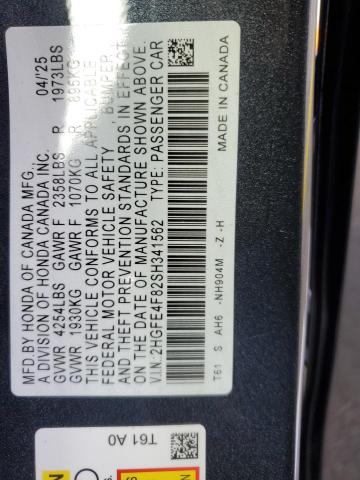 MFD BY HONDA OF CANADA MFG. 04/'25
A DIVISION OF HONDA CANADA INC.
GVWR 4254LBS GAWR F 2358LBS R 1973LBS
GVWR 1930KG GAWR F 1070KG R 895KG
THIS VEHICLE CONFORMS TO ALL APPLICABLE
FEDERAL MOTOR VEHICLE SAFETY, BUMPER,
AND THEFT PREVENTION STANDARDS IN EFFECT
ON THE DATE OF MANUFACTURE SHOWN ABOVE.
V.I.N.:2HGFE4F82SH341562 TYPE: PASSENGER CAR
T61 S AH6 -NH904M -Z -H MADE IN CANADA
T61 A0